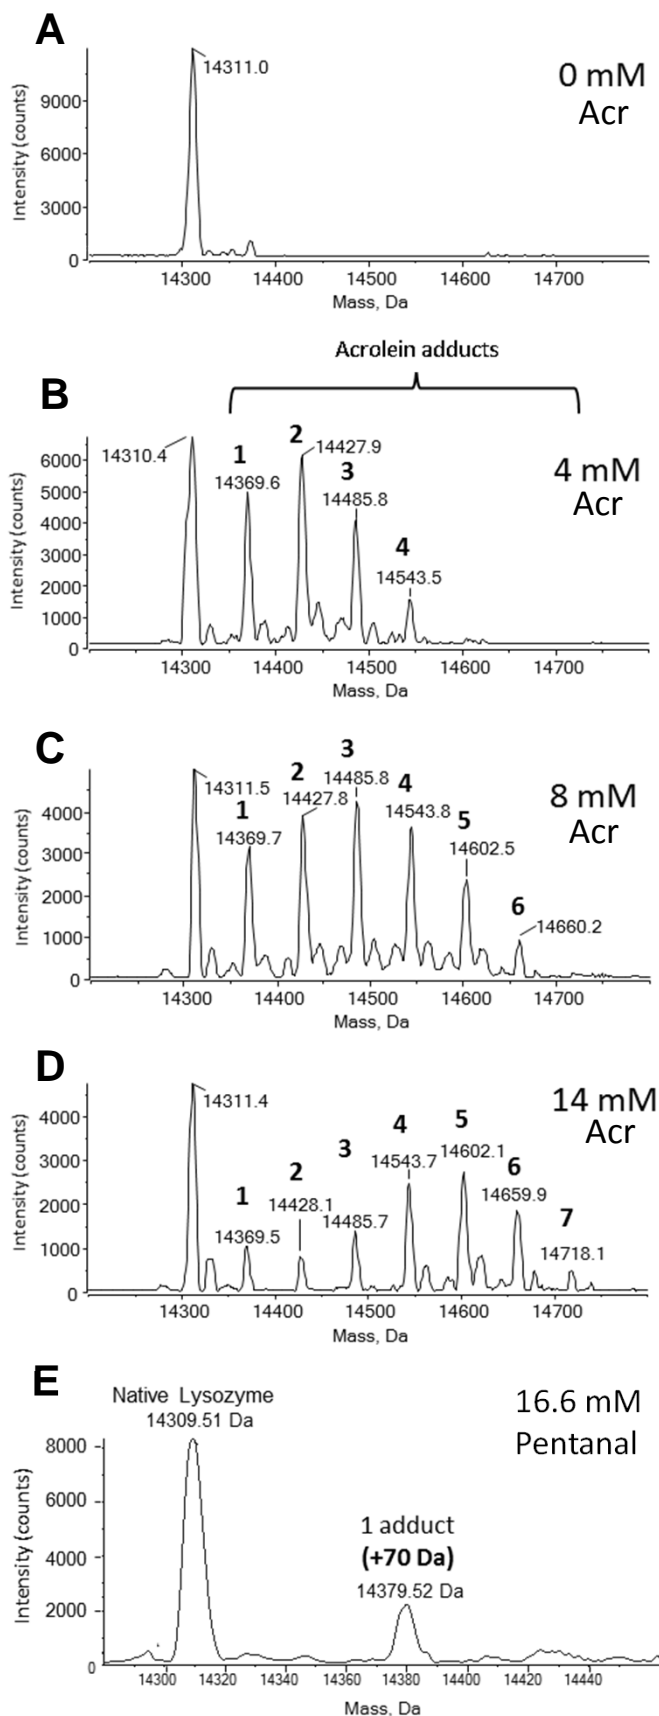 A
14311.0
0 mM
Acr
Intensity (counts)
9000
6000
3000
0
14300 14400 14500 14600 14700
Mass, Da
Acrolein adducts
B
14310.4
1
14369.6
2
14427.9
3
14485.8
4
14543.5
4 mM
Acr
Intensity (counts)
6000
5000
4000
3000
2000
1000
0
14300 14400 14500 14600 14700
Mass, Da
C
14311.5
1
14369.7
2
14427.8
3
14485.8
4
14543.8
5
14602.5
6
14660.2
8 mM
Acr
Intensity (counts)
4000
3000
2000
1000
0
14300 14400 14500 14600 14700
Mass, Da
D
14311.4
1
14369.5
2
14428.1
3
14485.7
4
14543.7
5
14602.1
6
14659.9
7
14718.1
14 mM
Acr
Intensity (counts)
4000
3000
2000
1000
0
14300 14400 14500 14600 14700
Mass, Da
E
Native Lysozyme
14309.51 Da
16.6 mM
Pentanal
1 adduct
(+70 Da)
14379.52 Da
Intensity (counts)
8000
6000
4000
2000
0
14300 14320 14340 14360 14380 14400 14420 14440
Mass, Da